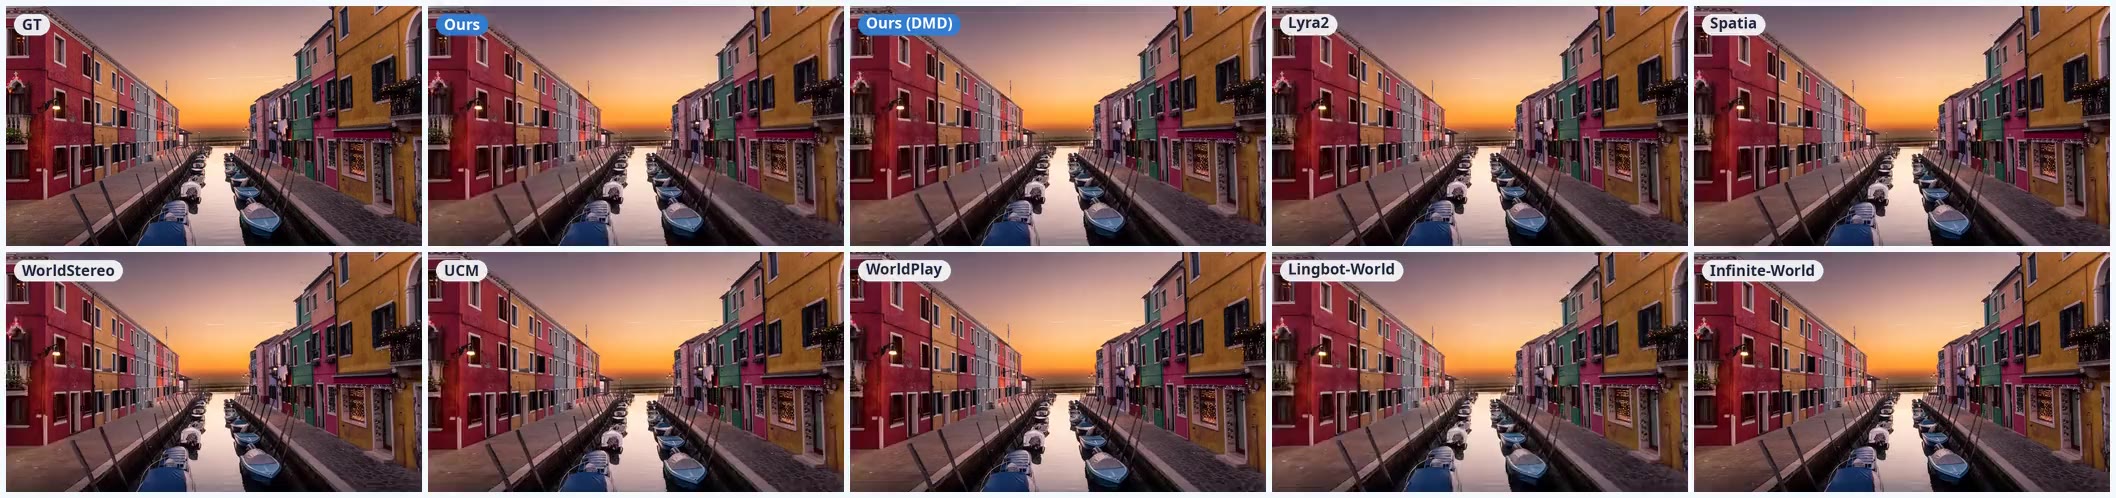 GT
Ours
Ours (DMD)
Lyra2
Spatia
WorldStereo
UCM
WorldPlay
Lingbot-World
Infinite-World